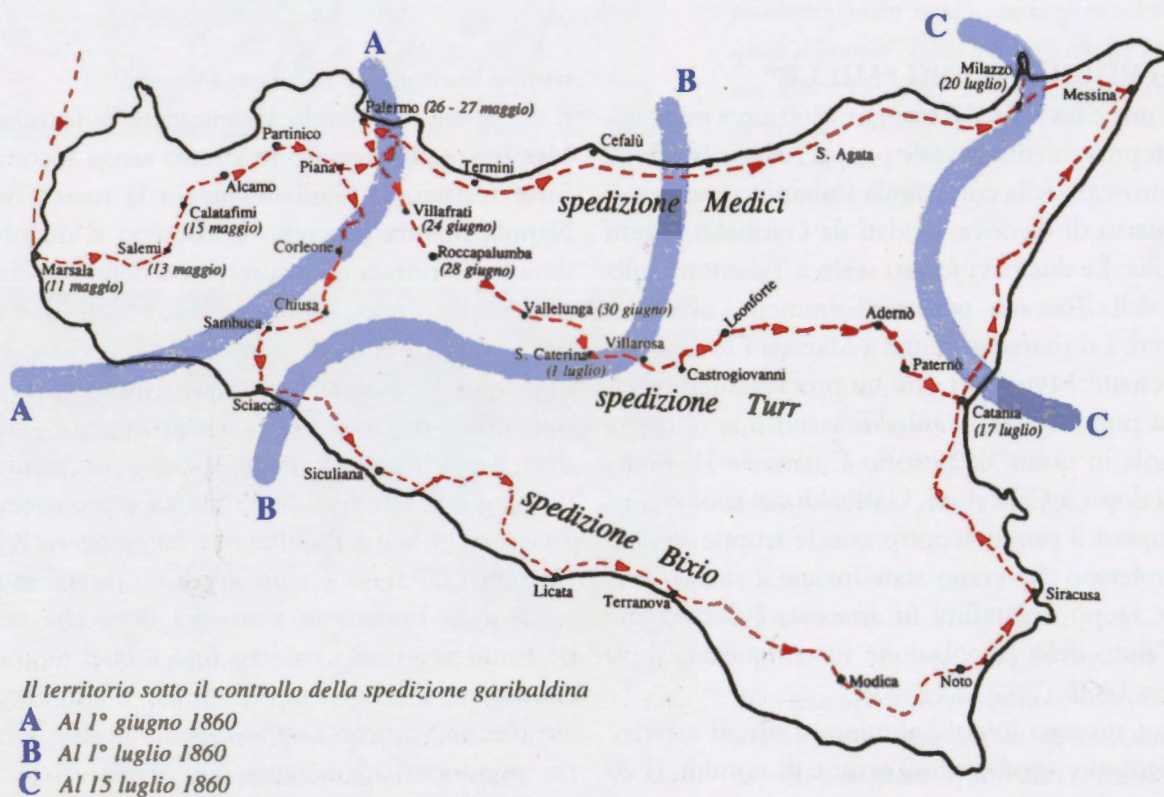 C
A
B
Milazzo
(20 luglio)
Messina
Palermo (26 - 27 maggio)
Partinico
Cefalù
S. Agata
Piana
Termini
Alcamo
spedizione Medici
Calatafimi
(15 maggio)
Villafrati
(24 giugno)
Salemi
(13 maggio)
Corleone
Roccapalumba
(28 giugno)
Marsala
(11 maggio)
Chiusa
Vallelunga (30 giugno)
Leonforte
Adernò
Sambuca
Villarosa
S. Caterina
(1 luglio)
Castrogiovanni
Paternò
A
Sciacca
spedizione Turr
Catania
(17 luglio)
C
Siculiana
B
spedizione Bixio
Licata
Terranova
Siracusa
Modica
Noto
Il territorio sotto il controllo della spedizione garibaldina
A Al 1° giugno 1860
B Al 1° luglio 1860
C Al 15 luglio 1860